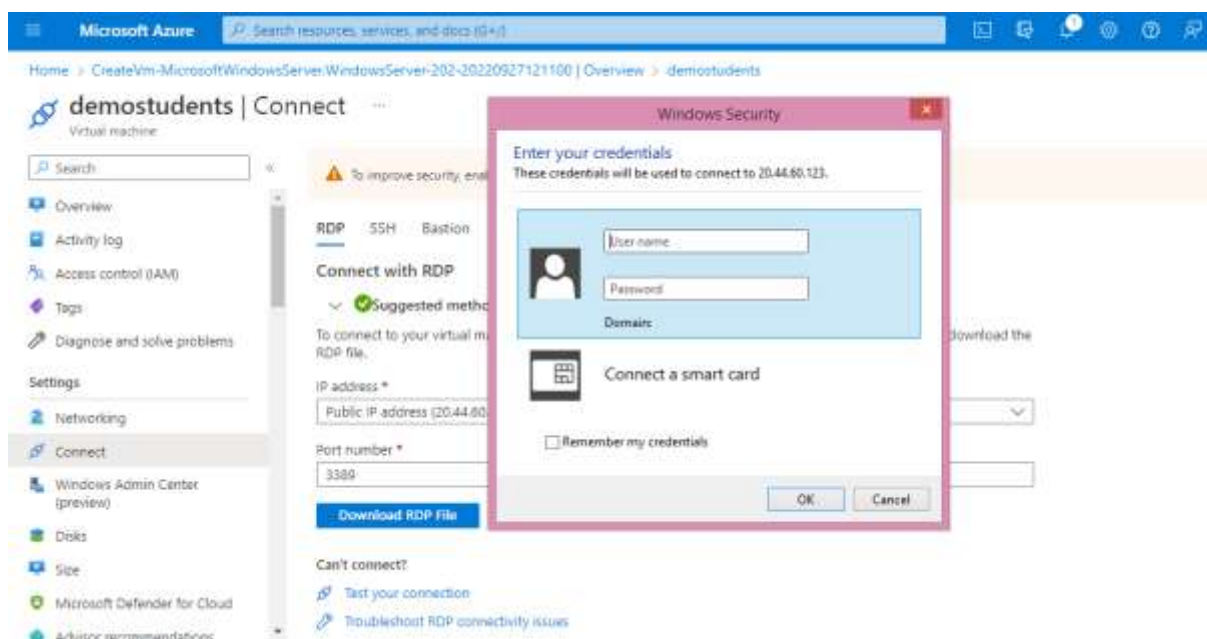 Microsoft Azure
Search resources, services, and docs (G+/)
1
Home > CreateVm-MicrosoftWindowsServer.WindowsServer-202-20220927121100 | Overview > demostudents
demostudents | Connect ...
Virtual machine
Search
«
Overview
Activity log
Access control (IAM)
Tags
Diagnose and solve problems
Settings
Networking
Connect
Windows Admin Center
(preview)
Disks
Size
Microsoft Defender for Cloud
Advisor recommendations
To improve security, ena
RDP SSH Bastion
Connect with RDP
Suggested metho
To connect to your virtual m
download the
RDP file.
IP address *
Public IP address (20.44.60.
Port number *
3389
Download RDP File
Can't connect?
Test your connection
Troubleshoot RDP connectivity issues
Windows Security
x
Enter your credentials
These credentials will be used to connect to 20.44.60.123.
User name
Password
Domain:
Connect a smart card
Remember my credentials
OK Cancel